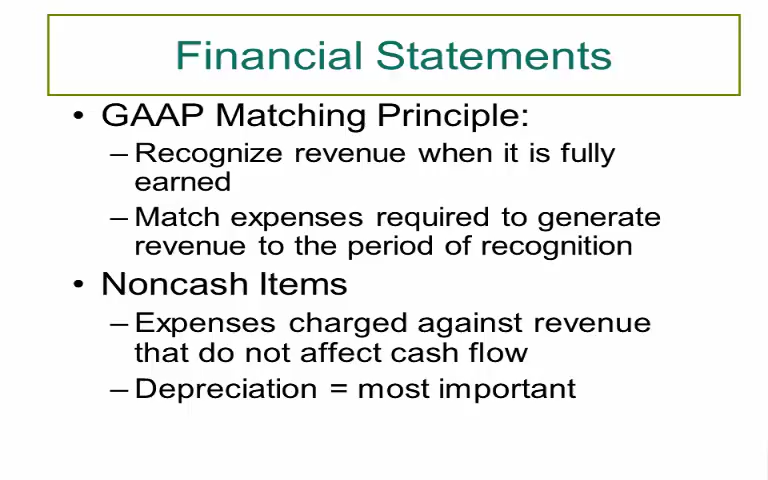 Financial Statements
• GAAP Matching Principle:
– Recognize revenue when it is fully
earned
– Match expenses required to generate
revenue to the period of recognition
• Noncash Items
– Expenses charged against revenue
that do not affect cash flow
– Depreciation = most important